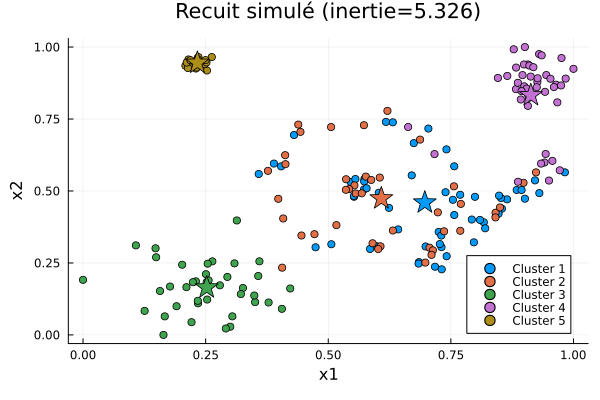 Recuit simulé (inertie=5.326)
1.00
0.75
0.50
0.25
0.00
x2
0.00
0.25
0.50
0.75
1.00
x1
Cluster 1
Cluster 2
Cluster 3
Cluster 4
Cluster 5